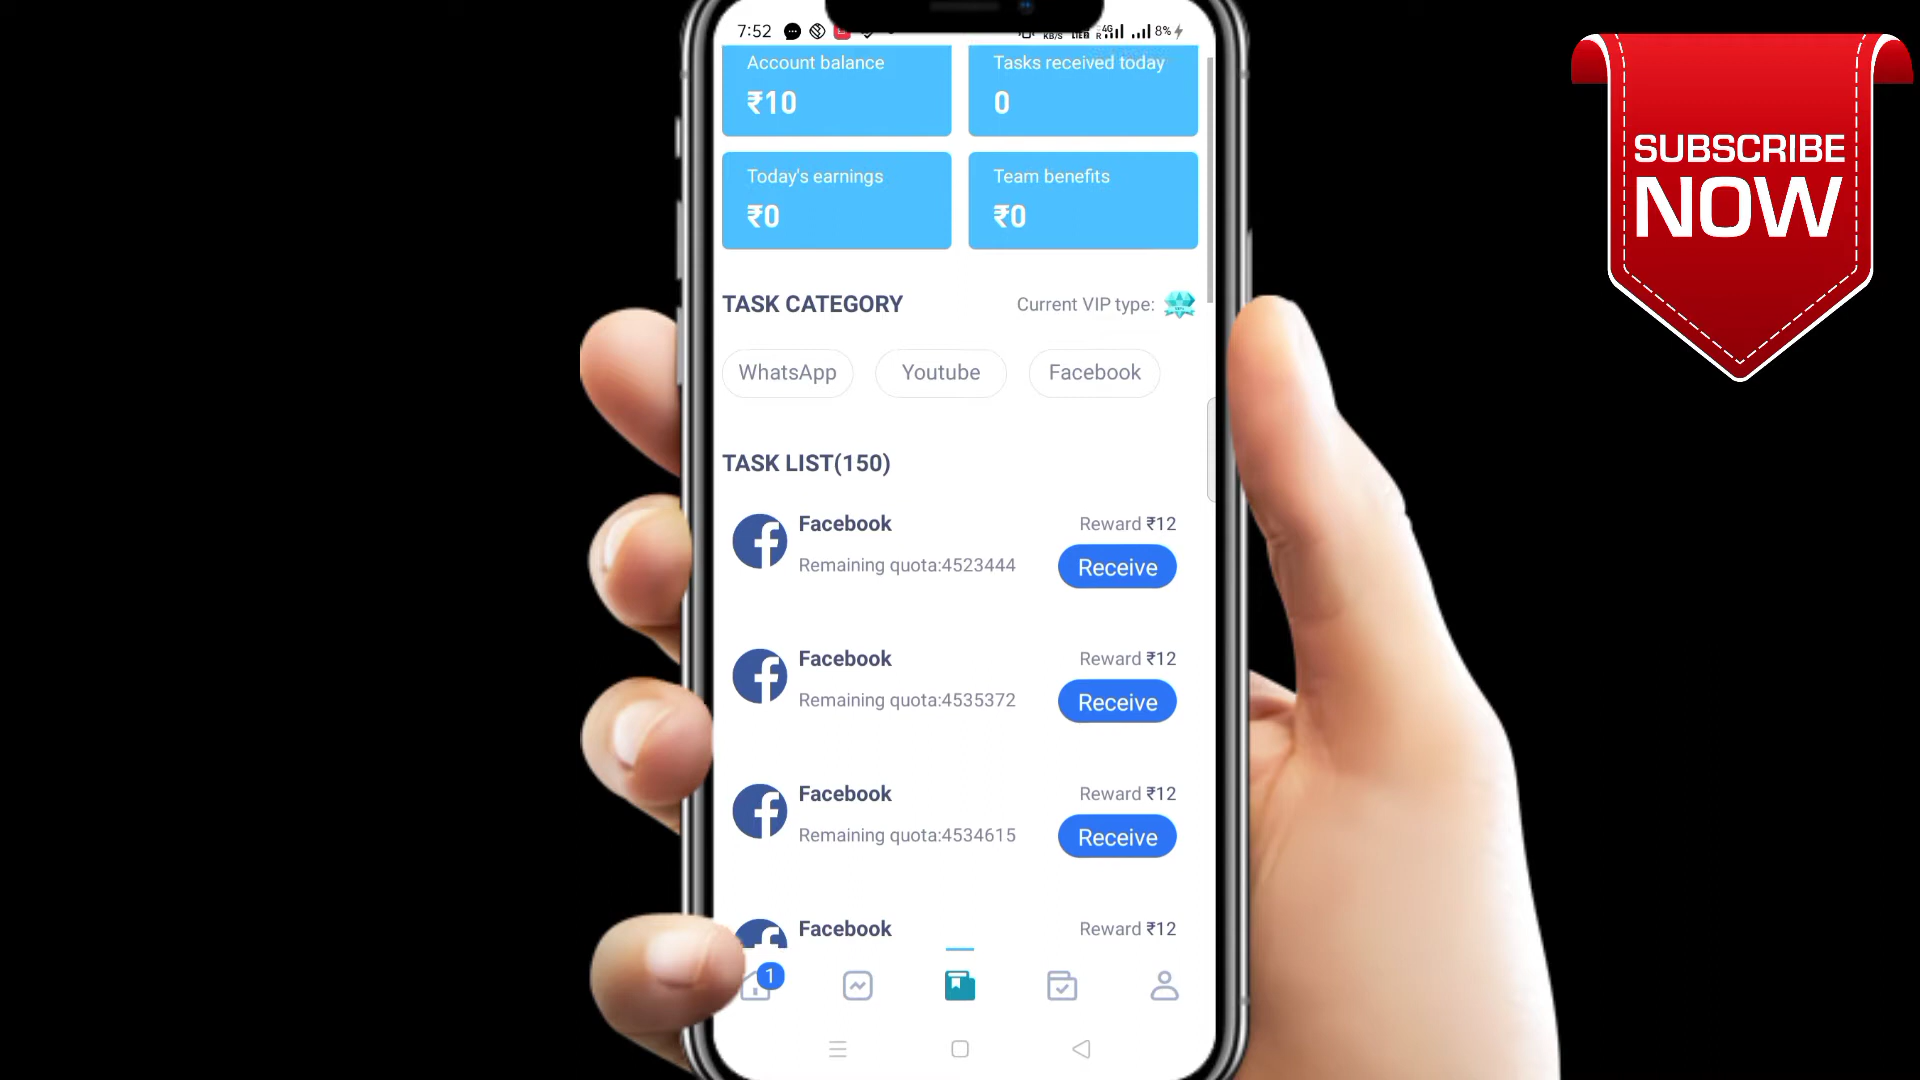 7:52
4G
8%
Account balance
Tasks received today
₹10
0
Today's earnings
Team benefits
₹0
₹0
TASK CATEGORY
Current VIP type:
WhatsApp
Youtube
Facebook
TASK LIST(150)
Facebook
Reward ₹12
Remaining quota:4523444
Receive
Facebook
Reward ₹12
Remaining quota:4535372
Receive
Facebook
Reward ₹12
Remaining quota:4534615
Receive
Facebook
Reward ₹12
1
SUBSCRIBE
NOW